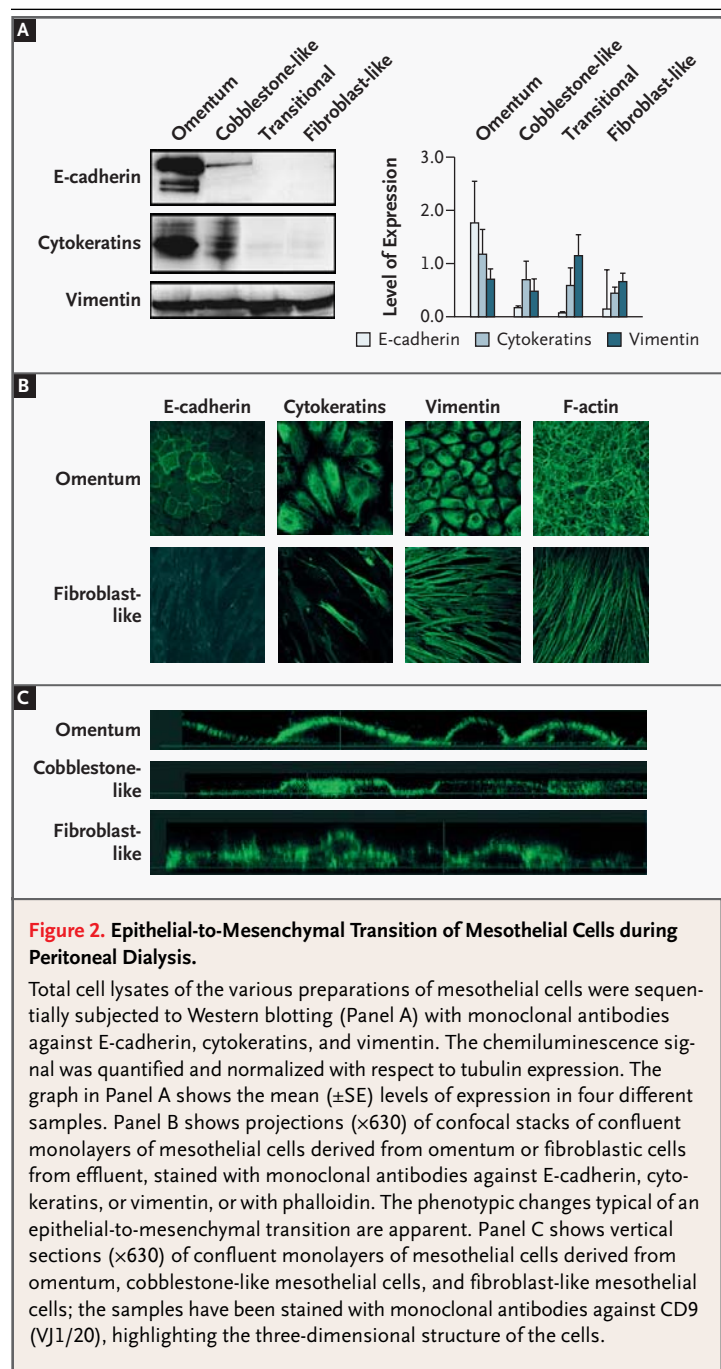 A
Omentum
Cobblestone-like
Transitional
Fibroblast-like
E-cadherin
Cytokeratins
Vimentin
Omentum
Cobblestone-like
Transitional
Fibroblast-like
Level of Expression
3.0
2.0
1.0
0.0
E-cadherin Cytokeratins Vimentin
B
E-cadherin Cytokeratins Vimentin F-actin
Omentum
Fibroblast-
like
C
Omentum
Cobblestone-
like
Fibroblast-
like
Figure 2. Epithelial-to-Mesenchymal Transition of Mesothelial Cells during
Peritoneal Dialysis.
Total cell lysates of the various preparations of mesothelial cells were sequen-
tially subjected to Western blotting (Panel A) with monoclonal antibodies
against E-cadherin, cytokeratins, and vimentin. The chemiluminescence sig-
nal was quantified and normalized with respect to tubulin expression. The
graph in Panel A shows the mean (±SE) levels of expression in four different
samples. Panel B shows projections (×630) of confocal stacks of confluent
monolayers of mesothelial cells derived from omentum or fibroblastic cells
from effluent, stained with monoclonal antibodies against E-cadherin, cyto-
keratins, or vimentin, or with phalloidin. The phenotypic changes typical of an
epithelial-to-mesenchymal transition are apparent. Panel C shows vertical
sections (×630) of confluent monolayers of mesothelial cells derived from
omentum, cobblestone-like mesothelial cells, and fibroblast-like mesothelial
cells; the samples have been stained with monoclonal antibodies against CD9
(VJ1/20), highlighting the three-dimensional structure of the cells.